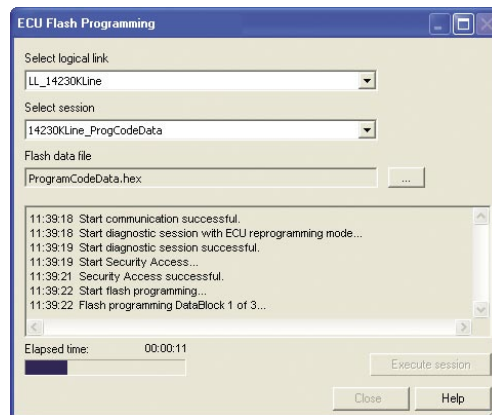 ECU Flash Programming
Select logical link
LL_14230KLine
Select session
14230KLine_ProgCodeData
Flash data file
ProgramCodeData.hex
...
11:39:18 Start communication successful.
11:39:18 Start diagnostic session with ECU reprogramming mode...
11:39:19 Start diagnostic session successful.
11:39:19 Start Security Access...
11:39:21 Security Access successful.
11:39:22 Start flash programming...
11:39:22 Flash programming DataBlock 1 of 3...
Elapsed time: 00:00:11
Execute session
Close Help